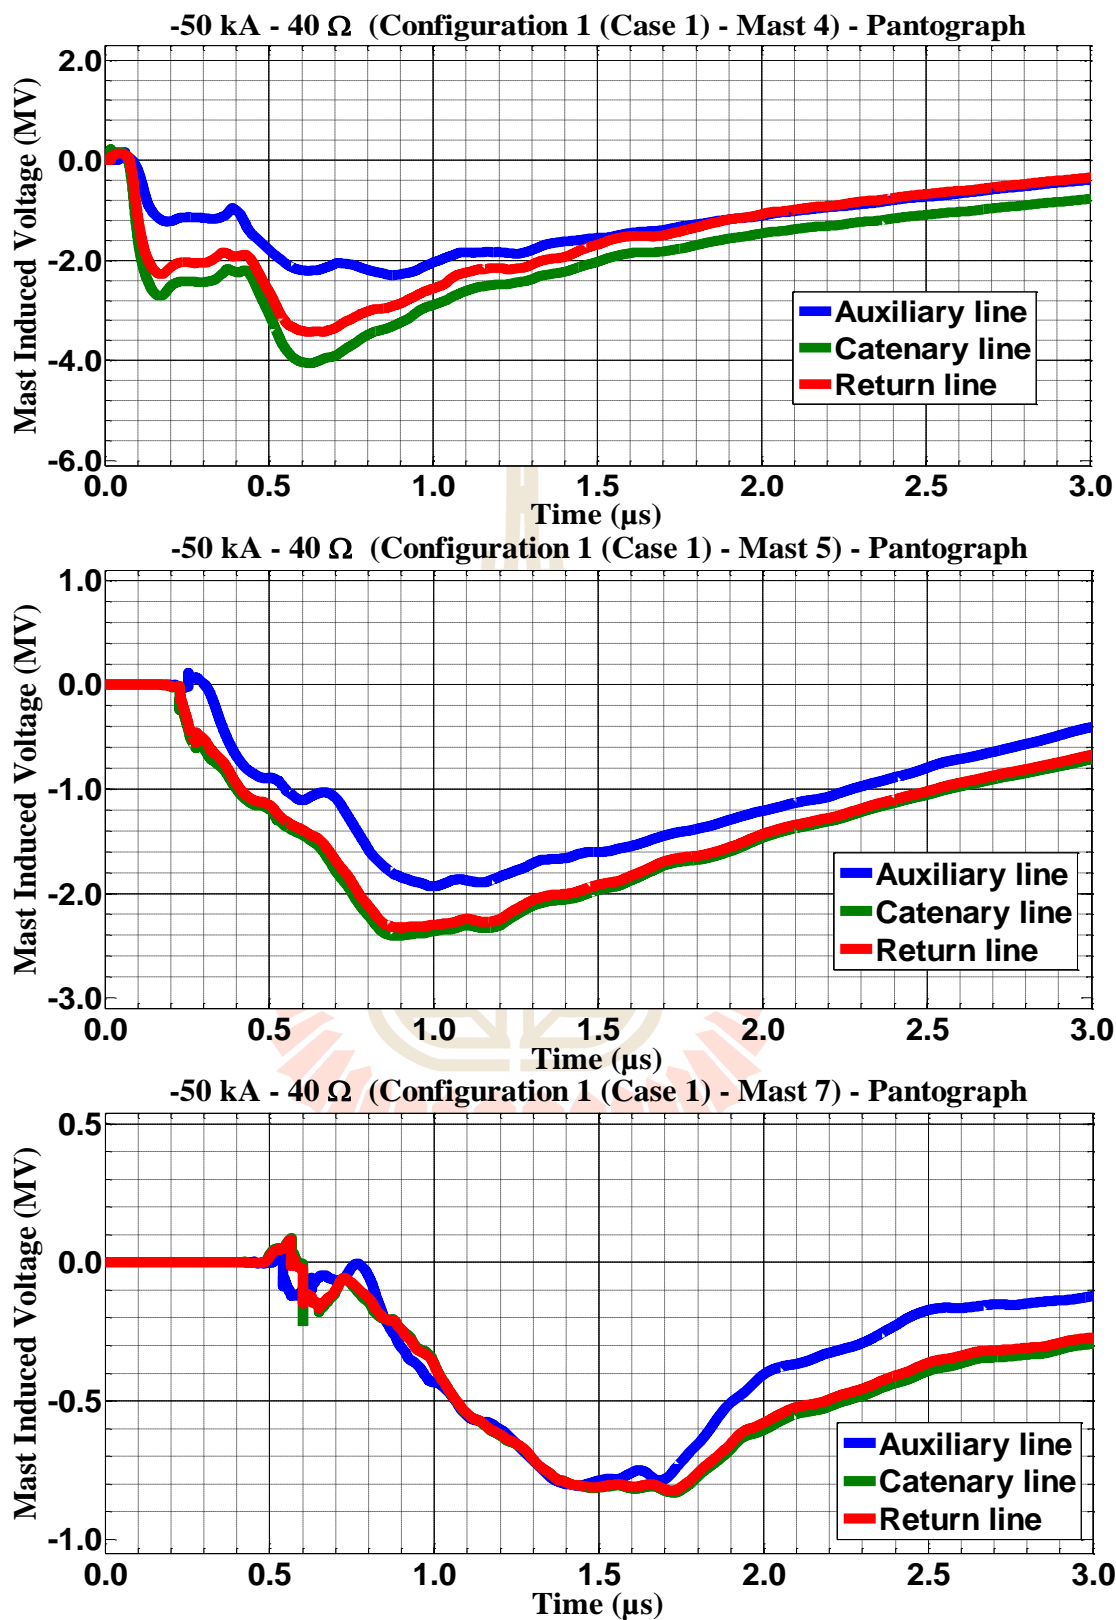 -50 kA - 40 Ω (Configuration 1 (Case 1) - Mast 4) - Pantograph
Mast Induced Voltage (MV)
2.0
0.0
-2.0
-4.0
-6.0
Auxiliary line
Catenary line
Return line
0.0 0.5 1.0 1.5 2.0 2.5 3.0
Time (µs)
-50 kA - 40 Ω (Configuration 1 (Case 1) - Mast 5) - Pantograph
Mast Induced Voltage (MV)
1.0
0.0
-1.0
-2.0
-3.0
Auxiliary line
Catenary line
Return line
0.0 0.5 1.0 1.5 2.0 2.5 3.0
Time (µs)
-50 kA - 40 Ω (Configuration 1 (Case 1) - Mast 7) - Pantograph
Mast Induced Voltage (MV)
0.5
0.0
-0.5
-1.0
Auxiliary line
Catenary line
Return line
0.0 0.5 1.0 1.5 2.0 2.5 3.0
Time (µs)